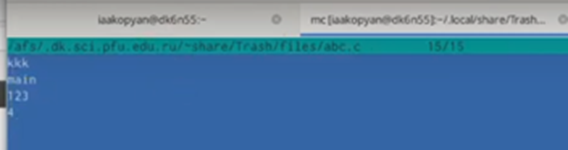 iaakopyan@dk6n55:~
mc [iaakopyan@dk6n55]:~/.local/share/Trash...
/afs/.dk.sci.pfu.edu.ru/~share/Trash/files/abc.c 15/15
kkk
main
123
4